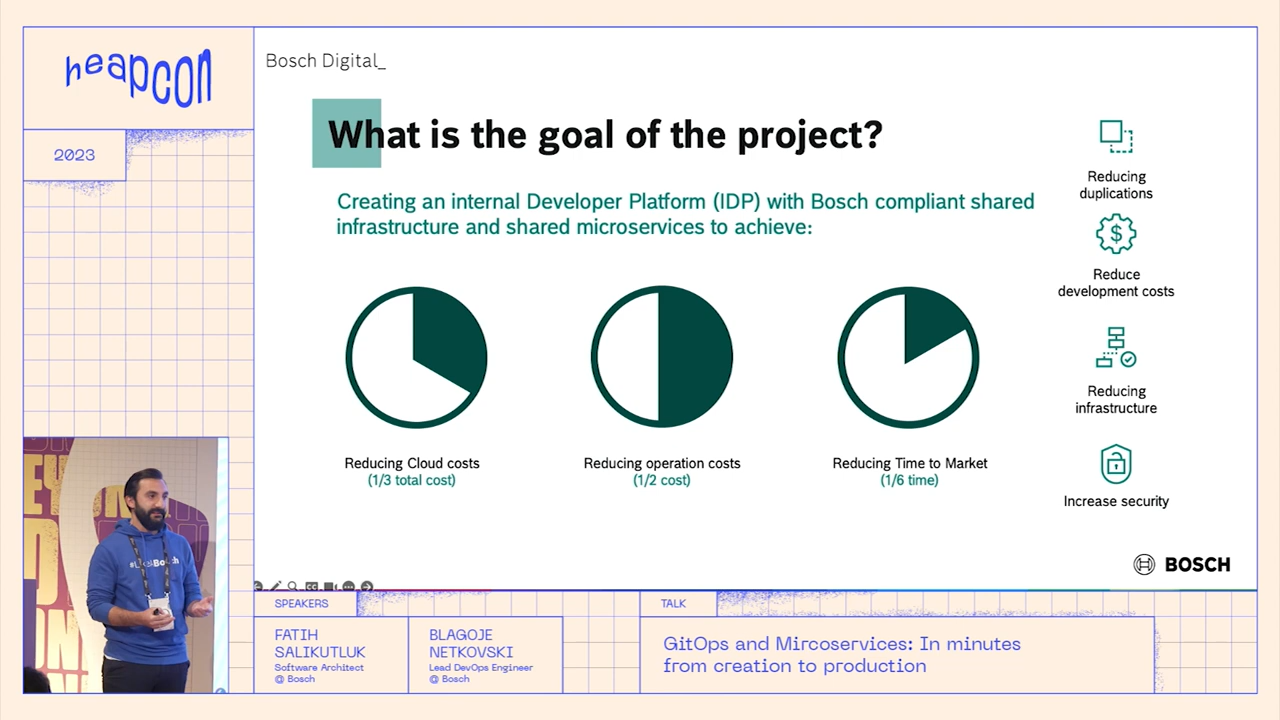 heapcon
2023
Bosch Digital_
What is the goal of the project?
Creating an internal Developer Platform (IDP) with Bosch compliant shared
infrastructure and shared microservices to achieve:
Reducing Cloud costs
(1/3 total cost)
Reducing operation costs
(1/2 cost)
Reducing Time to Market
(1/6 time)
Reducing
duplications
$
Reduce
development costs
Reducing
infrastructure
Increase security
BOSCH
CC
SPEAKERS
FATIH
SALIKUTLUK
Software Architect
@ Bosch
BLAGOJE
NETKOVSKI
Lead DevOps Engineer
@ Bosch
TALK
GitOps and Mircoservices: In minutes
from creation to production